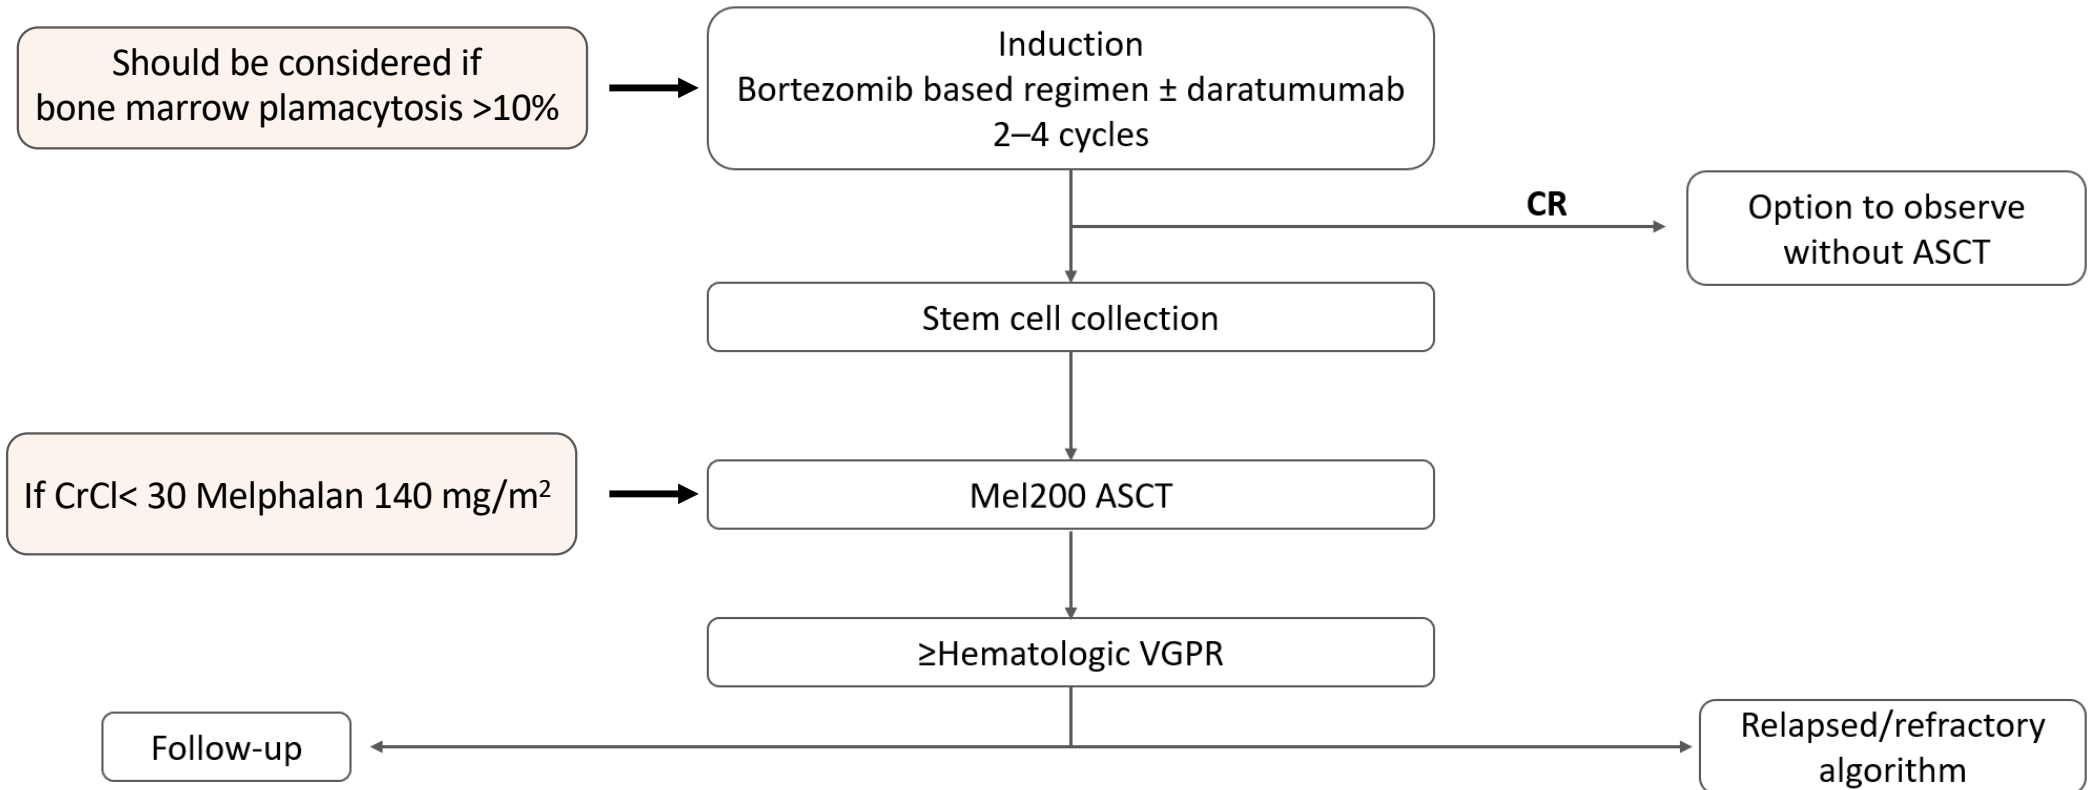 Should be considered if
bone marrow plamacytosis >10%
Induction
Bortezomib based regimen ± daratumumab
2–4 cycles
CR
Option to observe
without ASCT
Stem cell collection
If CrCl< 30 Melphalan 140 mg/m²
Mel200 ASCT
≥Hematologic VGPR
Follow-up
Relapsed/refractory
algorithm